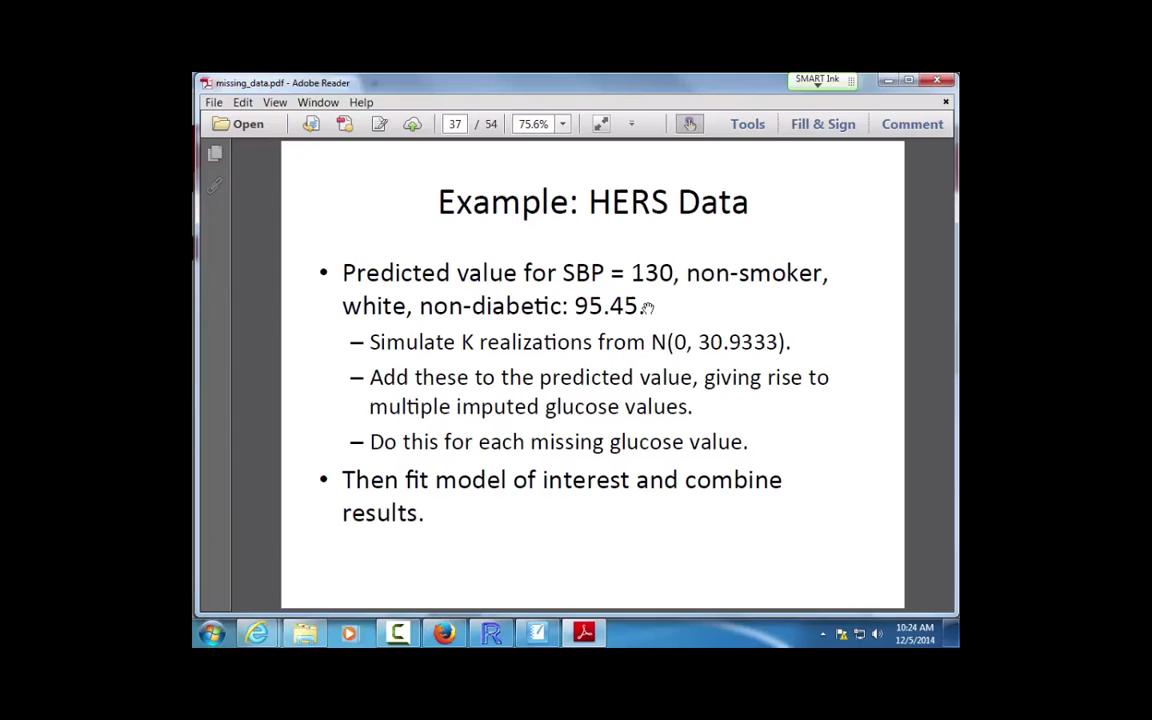 missing_data.pdf - Adobe Reader
SMART Ink
File Edit View Window Help
Open 37 / 54 75.6% Tools Fill & Sign Comment
Example: HERS Data
• Predicted value for SBP = 130, non-smoker,
white, non-diabetic: 95.45.
– Simulate K realizations from N(0, 30.9333).
– Add these to the predicted value, giving rise to
multiple imputed glucose values.
– Do this for each missing glucose value.
• Then fit model of interest and combine
results.
10:24 AM
12/5/2014